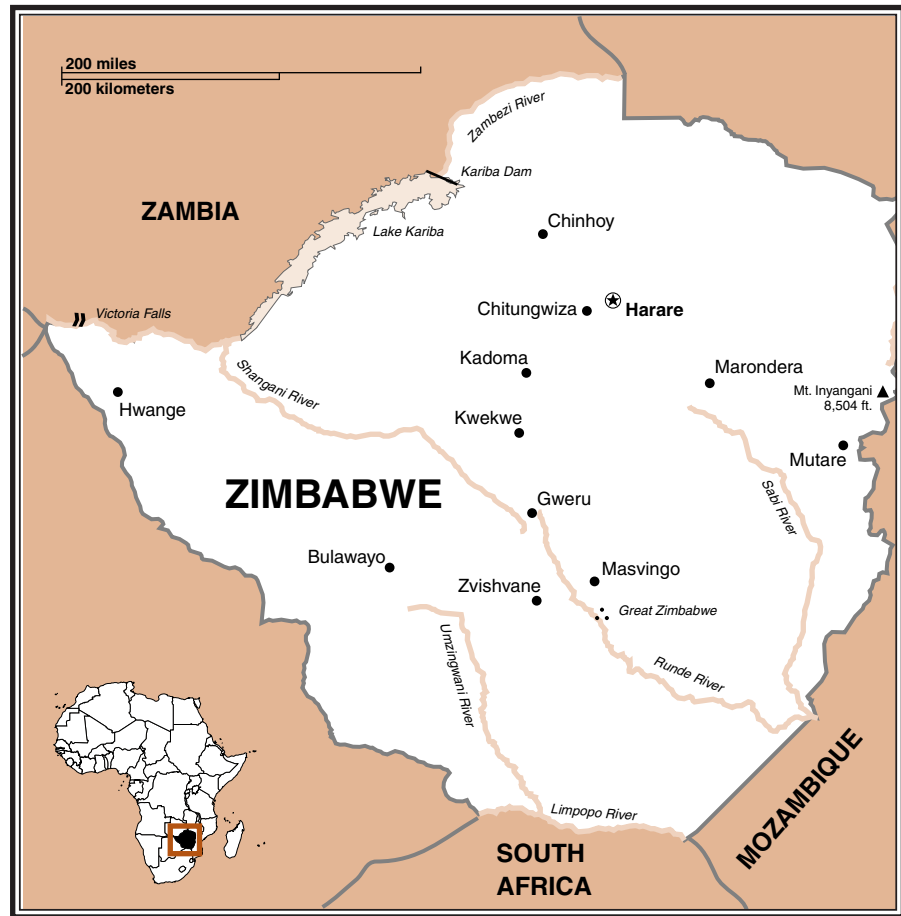 200 miles
200 kilometers
Zambezi River
Kariba Dam
ZAMBIA
Chinhoy
Lake Kariba
Victoria Falls
Chitungwiza
Harare
Kadoma
Shangani River
Marondera
Mt. Inyangani
8,504 ft.
Hwange
Kwekwe
Mutare
ZIMBABWE
Gweru
Sabi River
Bulawayo
Masvingo
Zvishvane
Great Zimbabwe
Umzingwani River
Runde River
MOZAMBIQUE
Limpopo River
SOUTH
AFRICA